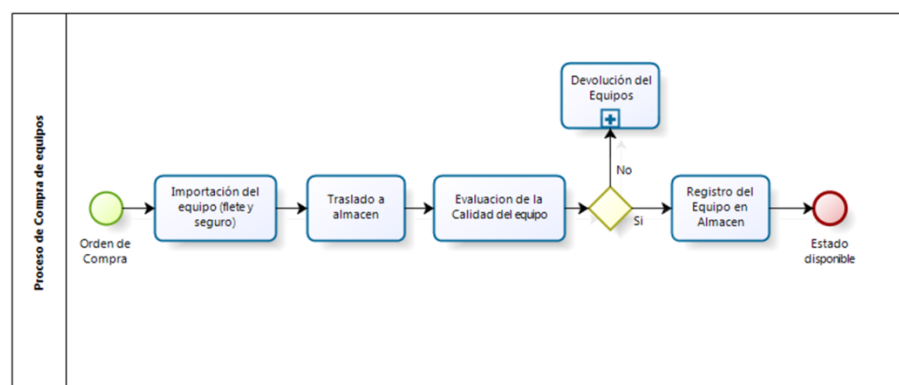 Proceso de Compra de equipos
Devolución del
Equipos
No
Importación del
equipo (flete y
seguro)
Traslado a
almacen
Evaluacion de la
Calidad del equipo
Si
Registro del
Equipo en
Almacen
Orden de
Compra
Estado
disponible